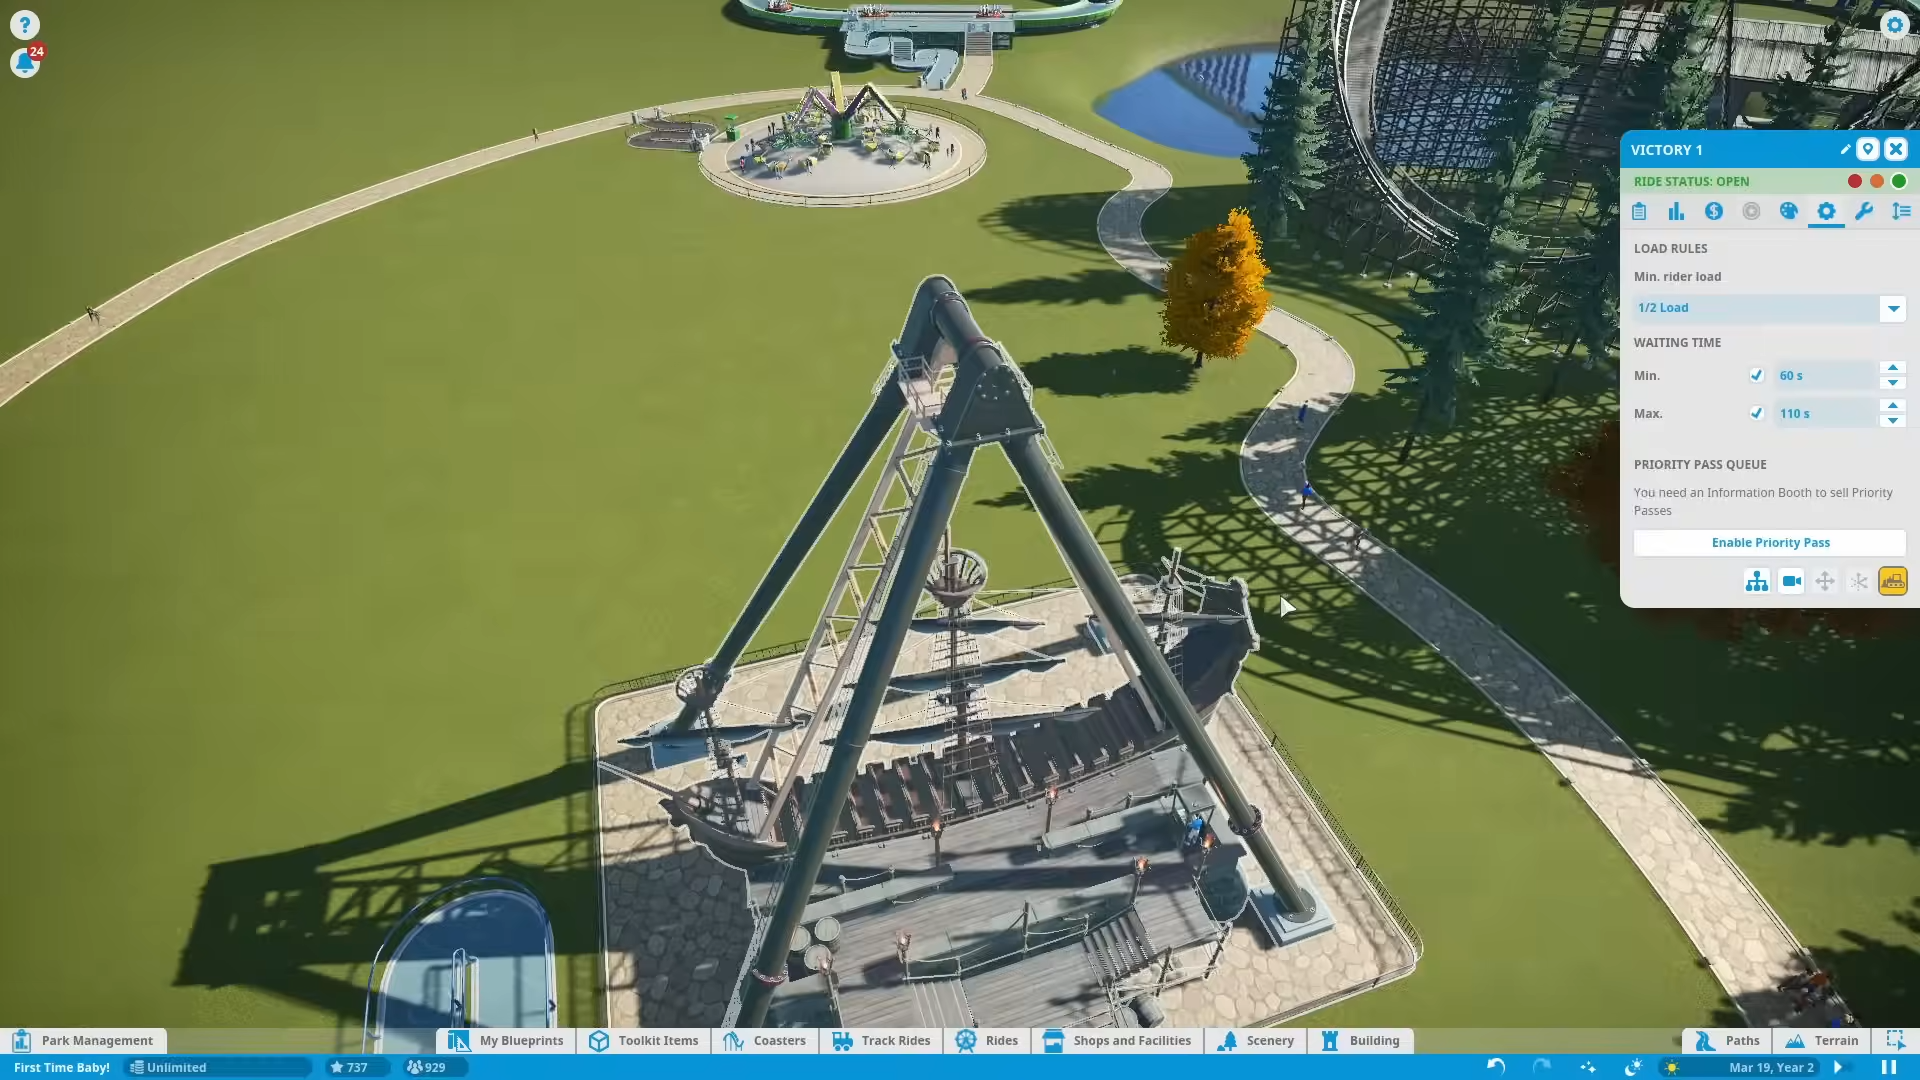 ?
24
VICTORY 1
RIDE STATUS: OPEN
LOAD RULES
Min. rider load
1/2 Load
WAITING TIME
Min. 60 s
Max. 110 s
PRIORITY PASS QUEUE
You need an Information Booth to sell Priority
Passes
Enable Priority Pass
Park Management My Blueprints Toolkit Items Coasters Track Rides Rides Shops and Facilities Scenery Building Paths Terrain
First Time Baby! Unlimited 737 929 Mar 19, Year 2